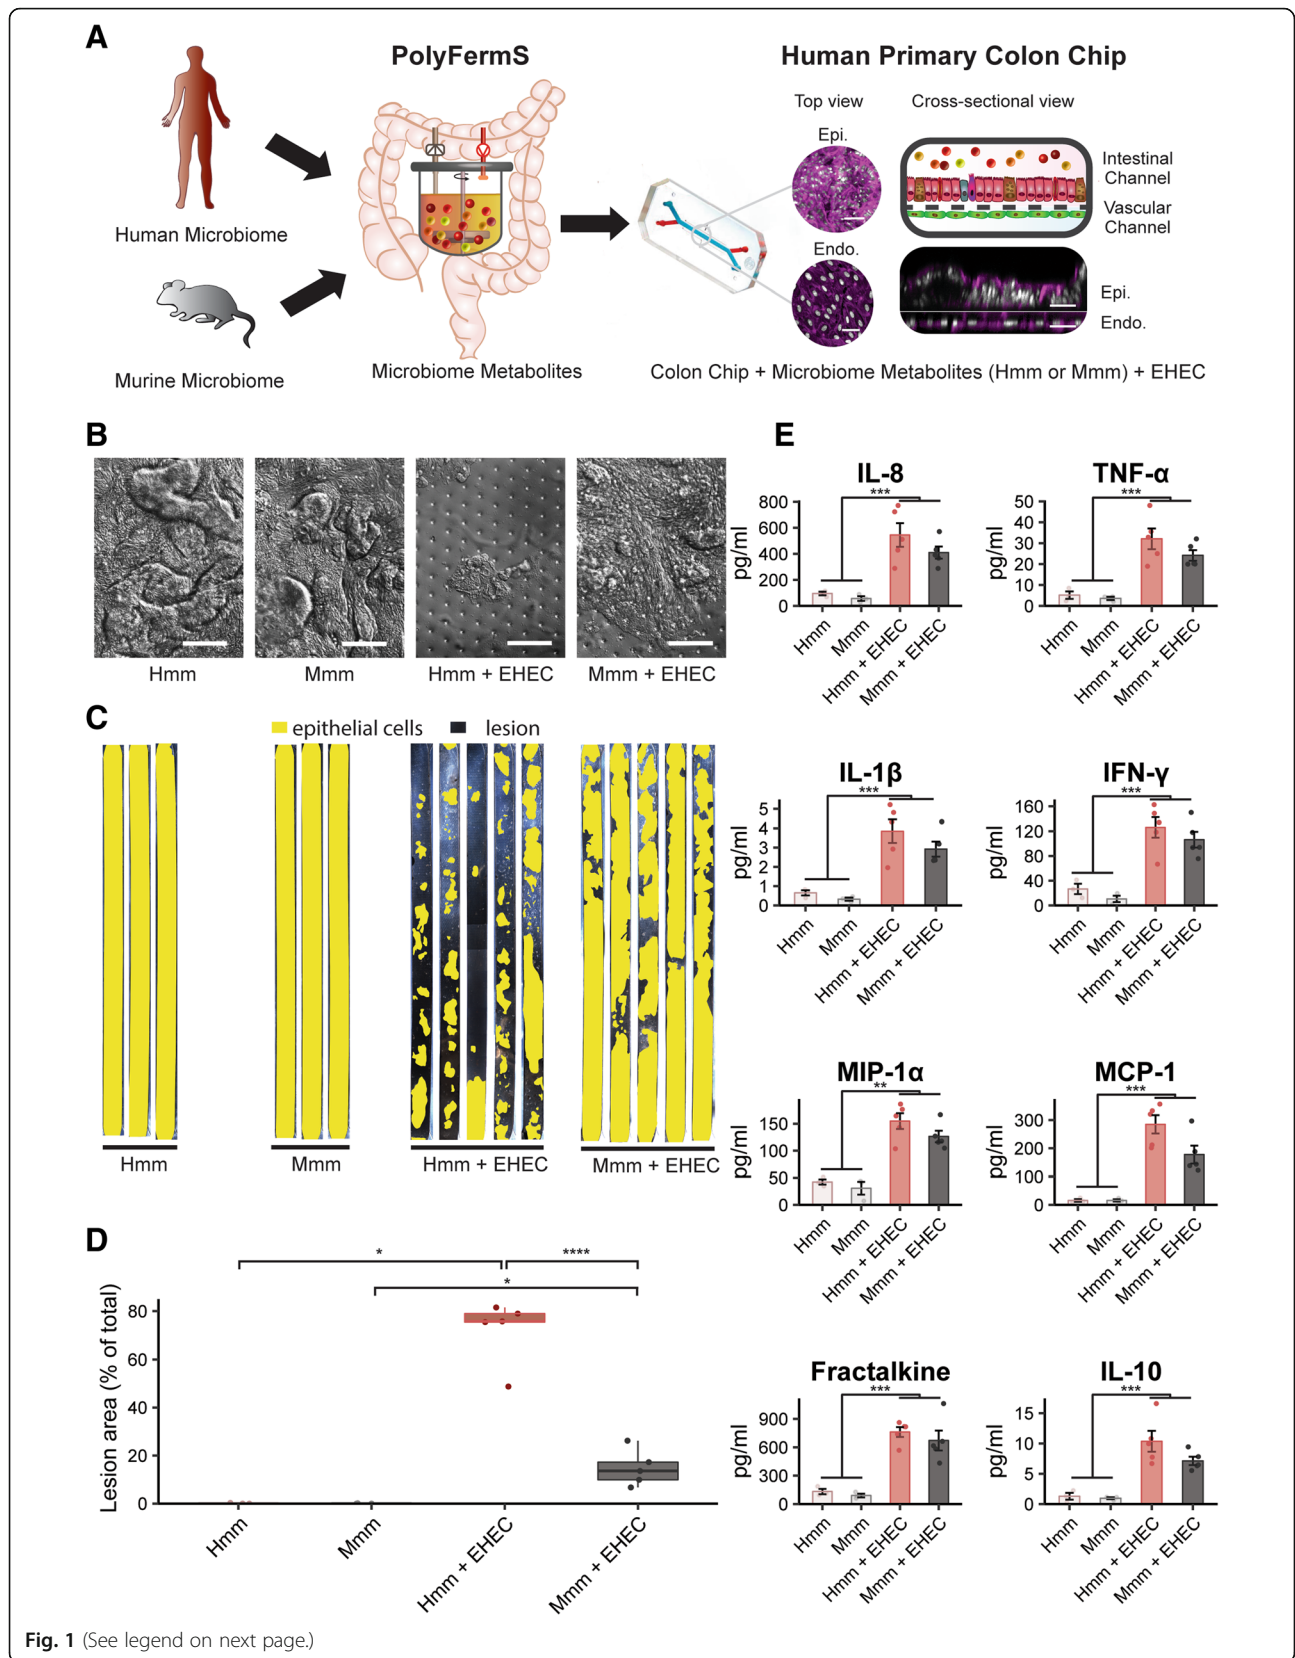 A
PolyFermS
Human Primary Colon Chip
Top view
Cross-sectional view
Epi.
Endo.
Intestinal
Channel
Vascular
Channel
Epi.
Endo.
Human Microbiome
Murine Microbiome
Microbiome Metabolites
Colon Chip + Microbiome Metabolites (Hmm or Mmm) + EHEC
B
Hmm
Mmm
Hmm + EHEC
Mmm + EHEC
C
epithelial cells
lesion
Hmm
Mmm
Hmm + EHEC
Mmm + EHEC
D
*
****
*
Lesion area (% of total)
80
60
40
20
0
Hmm
Mmm
Hmm + EHEC
Mmm + EHEC
E
IL-8
***
pg/ml
800
600
400
200
0
Hmm
Mmm
Hmm + EHEC
Mmm + EHEC
TNF-α
***
pg/ml
50
40
30
20
10
0
Hmm
Mmm
Hmm + EHEC
Mmm + EHEC
IL-1β
***
pg/ml
5
4
3
2
1
0
Hmm
Mmm
Hmm + EHEC
Mmm + EHEC
IFN-γ
***
pg/ml
160
120
80
40
0
Hmm
Mmm
Hmm + EHEC
Mmm + EHEC
MIP-1α
**
pg/ml
150
100
50
0
Hmm
Mmm
Hmm + EHEC
Mmm + EHEC
MCP-1
***
pg/ml
300
200
100
0
Hmm
Mmm
Hmm + EHEC
Mmm + EHEC
Fractalkine
***
pg/ml
900
600
300
0
Hmm
Mmm
Hmm + EHEC
Mmm + EHEC
IL-10
***
pg/ml
15
10
5
0
Hmm
Mmm
Hmm + EHEC
Mmm + EHEC
Fig. 1 (See legend on next page.)